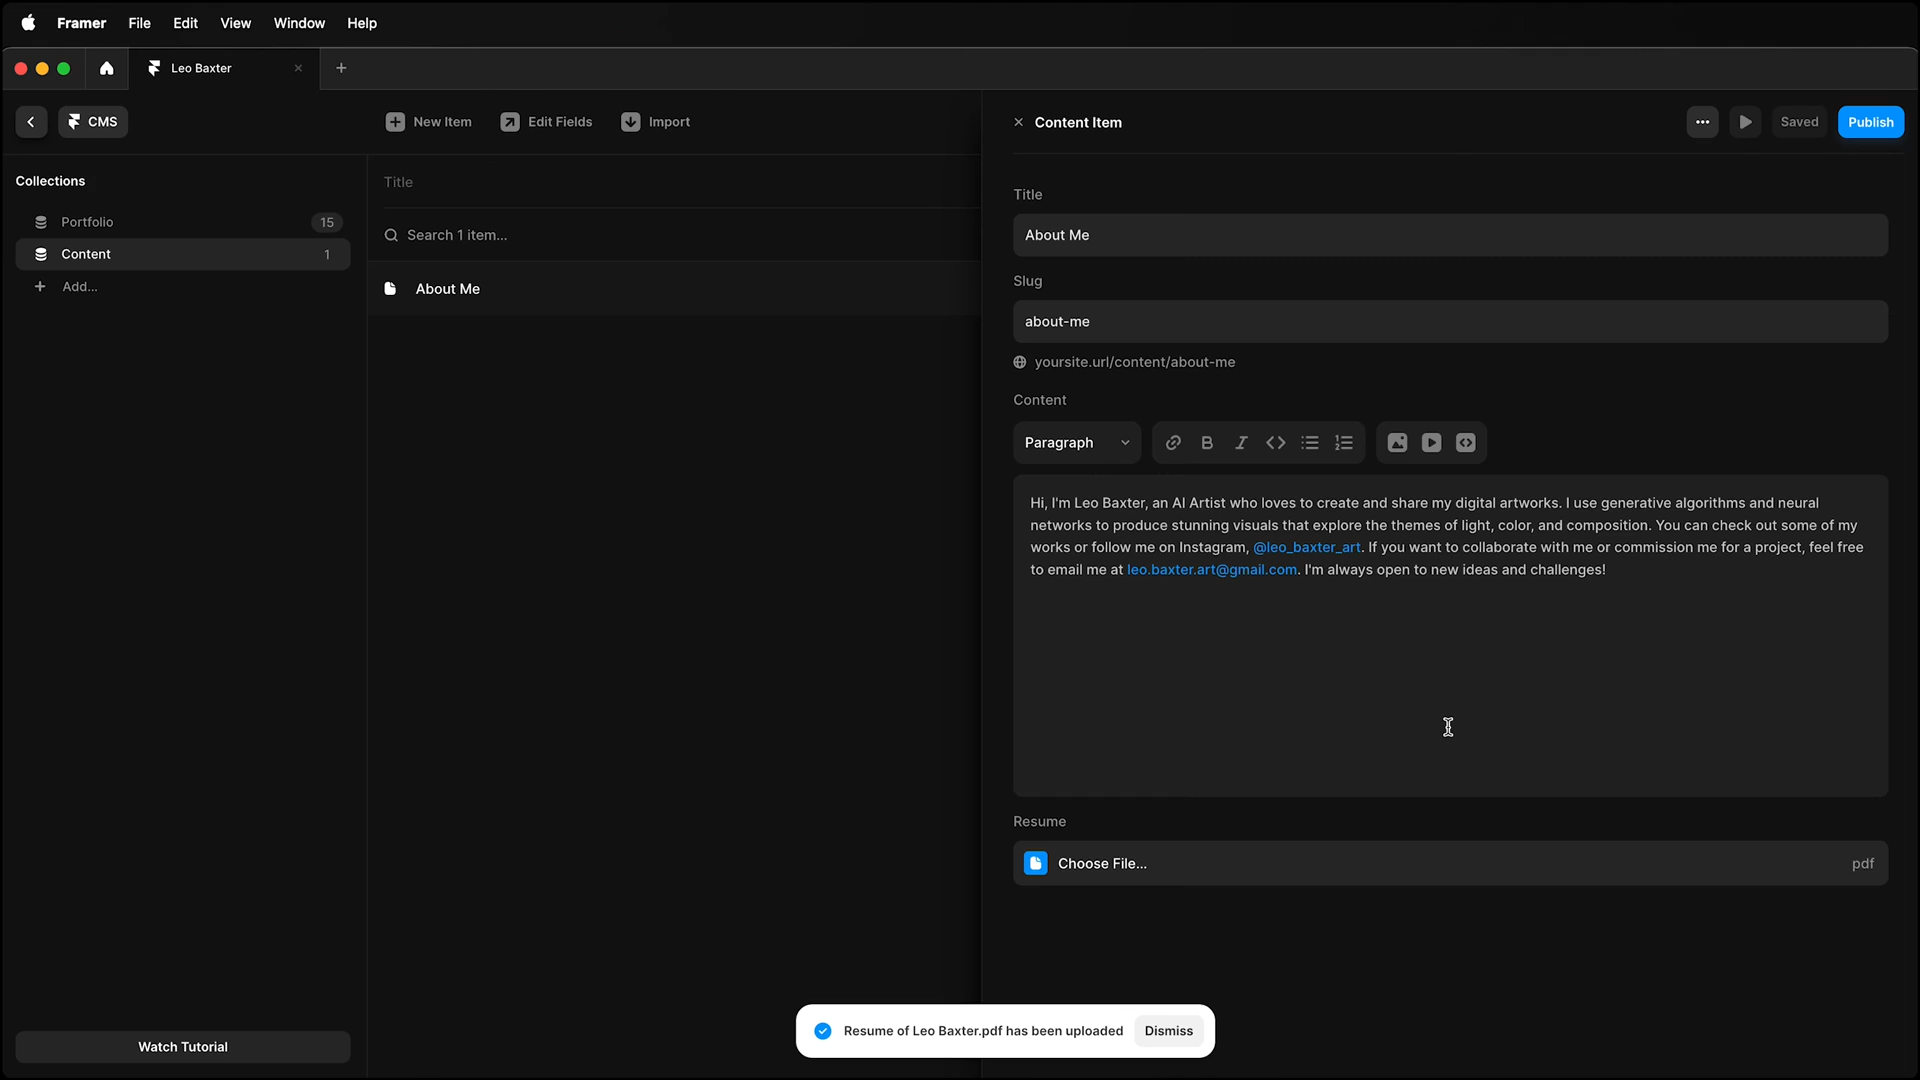 Framer File Edit View Window Help
Leo Baxter
CMS
New Item Edit Fields Import
Content Item
Saved
Publish
Collections
Portfolio 15
Content 1
Add...
Title
Search 1 item...
About Me
Title
About Me
Slug
about-me
yoursite.url/content/about-me
Content
Paragraph
Hi, I'm Leo Baxter, an AI Artist who loves to create and share my digital artworks. I use generative algorithms and neural
networks to produce stunning visuals that explore the themes of light, color, and composition. You can check out some of my
works or follow me on Instagram, @leo_baxter_art. If you want to collaborate with me or commission me for a project, feel free
to email me at leo.baxter.art@gmail.com. I'm always open to new ideas and challenges!
Resume
Choose File... pdf
Watch Tutorial
Resume of Leo Baxter.pdf has been uploaded Dismiss